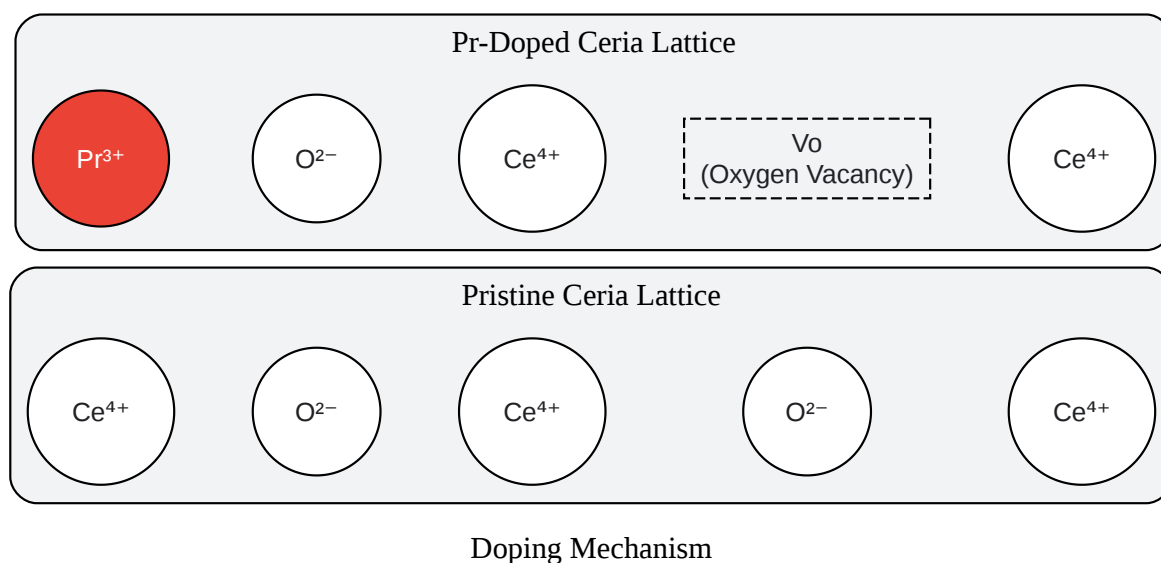 Pr-Doped Ceria Lattice
Pr³⁺
O²⁻
Ce⁴⁺
Vo
(Oxygen Vacancy)
Ce⁴⁺
Pristine Ceria Lattice
Ce⁴⁺
O²⁻
Ce⁴⁺
O²⁻
Ce⁴⁺
Doping Mechanism